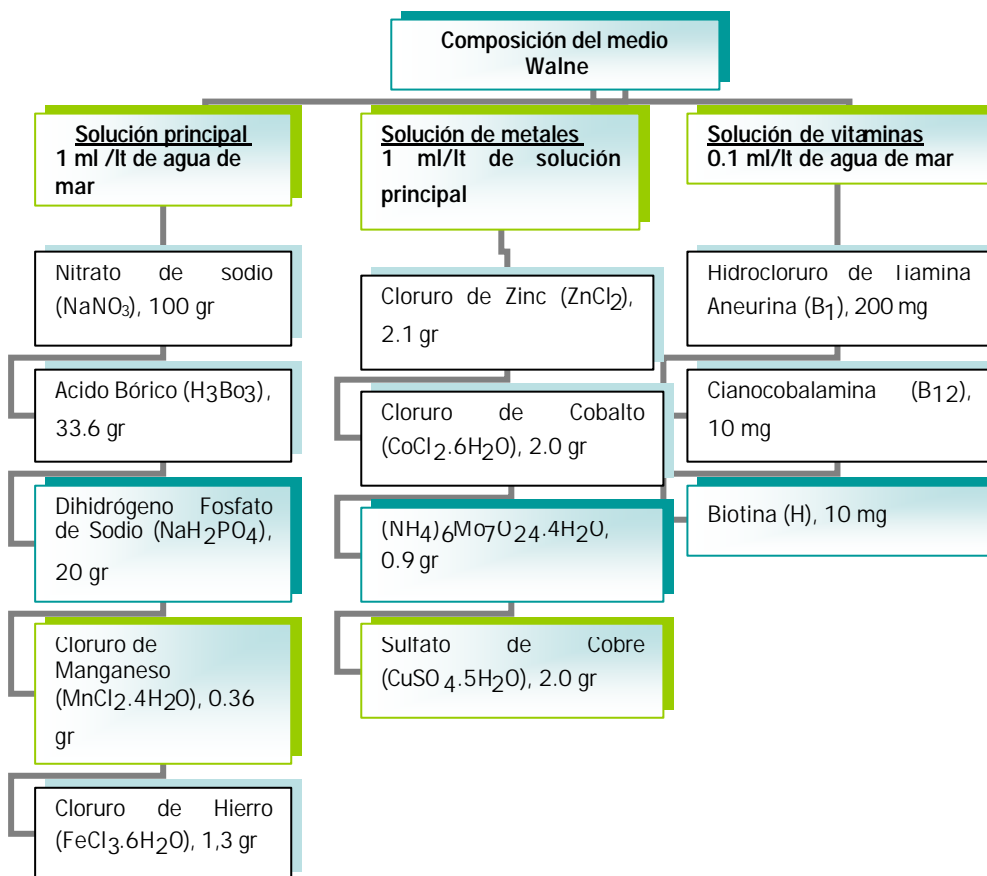 Composición del medio
Walne
Solución principal
1 ml /lt de agua de
mar
Nitrato de sodio
(NaNO3), 100 gr
Acido Bórico (H3Bo3),
33.6 gr
Dihidrógeno Fosfato
de Sodio (NaH2PO4),
20 gr
Cloruro de
Manganeso
(MnCl2.4H2O), 0.36
gr
Cloruro de Hierro
(FeCl3.6H2O), 1,3 gr
Solución de metales
1 ml/lt de solución
principal
Cloruro de Zinc (ZnCl2),
2.1 gr
Cloruro de Cobalto
(CoCl2.6H2O), 2.0 gr
(NH4)6Mo7O24.4H2O,
0.9 gr
Sulfato de Cobre
(CuSO4.5H2O), 2.0 gr
Solución de vitaminas
0.1 ml/lt de agua de mar
Hidrocloruro de Tiamina
Aneurina (B1), 200 mg
Cianocobalamina (B12),
10 mg
Biotina (H), 10 mg